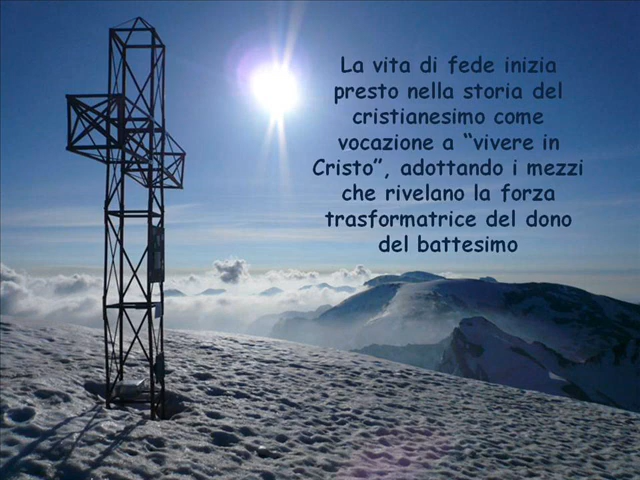 La vita di fede inizia
presto nella storia del
cristianesimo come
vocazione a “vivere in
Cristo”, adottando i mezzi
che rivelano la forza
trasformatrice del dono
del battesimo